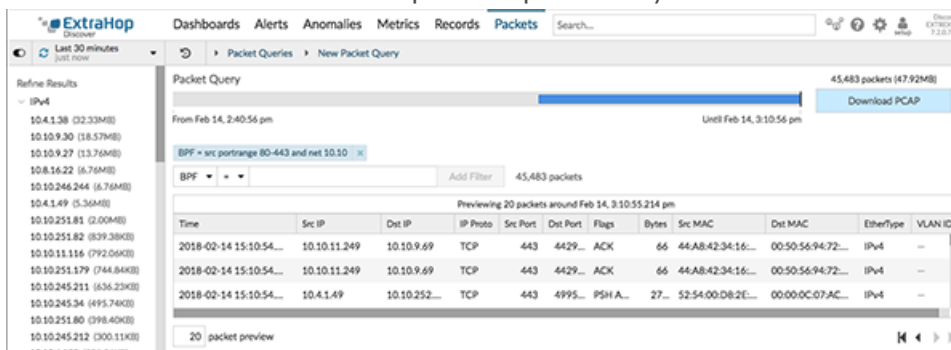 ExtraHop Dashboards Alerts Anomalies Metrics Records Packets Search...
Discover setup
Last 30 minutes
just now
Packet Queries New Packet Query
Refine Results
IPv4
10.4.1.38 (32.33MB)
10.10.9.30 (18.57MB)
10.10.9.27 (13.76MB)
10.8.16.22 (6.76MB)
10.10.246.244 (6.76MB)
10.4.1.49 (5.36MB)
10.10.251.81 (2.00MB)
10.10.251.82 (839.38KB)
10.10.11.116 (792.06KB)
10.10.251.179 (744.84KB)
10.10.245.211 (636.23KB)
10.10.245.34 (495.74KB)
10.10.251.80 (398.40KB)
10.10.245.212 (300.11KB)
Packet Query 45,483 packets (47.92MB)
Download PCAP
From Feb 14, 2:40:56 pm Until Feb 14, 3:10:56 pm
BPF = src portrange 80-443 and net 10.10 ×
BPF = Add Filter 45,483 packets
Previewing 20 packets around Feb 14, 3:10:55.214 pm
Time Src IP Dst IP IP Proto Src Port Dst Port Flags Bytes Src MAC Dst MAC EtherType VLAN ID
2018-02-14 15:10:54.... 10.10.11.249 10.10.9.69 TCP 443 4429... ACK 66 44:A8:42:34:16:... 00:50:56:94:72:... IPv4 --
2018-02-14 15:10:54.... 10.10.11.249 10.10.9.69 TCP 443 4429... ACK 66 44:A8:42:34:16:... 00:50:56:94:72:... IPv4 --
2018-02-14 15:10:54.... 10.4.1.49 10.10.252.... TCP 443 4995... PSH A... 27... 52:54:00:D8:2E:... 00:00:0C:07:AC... IPv4 --
20 packet preview